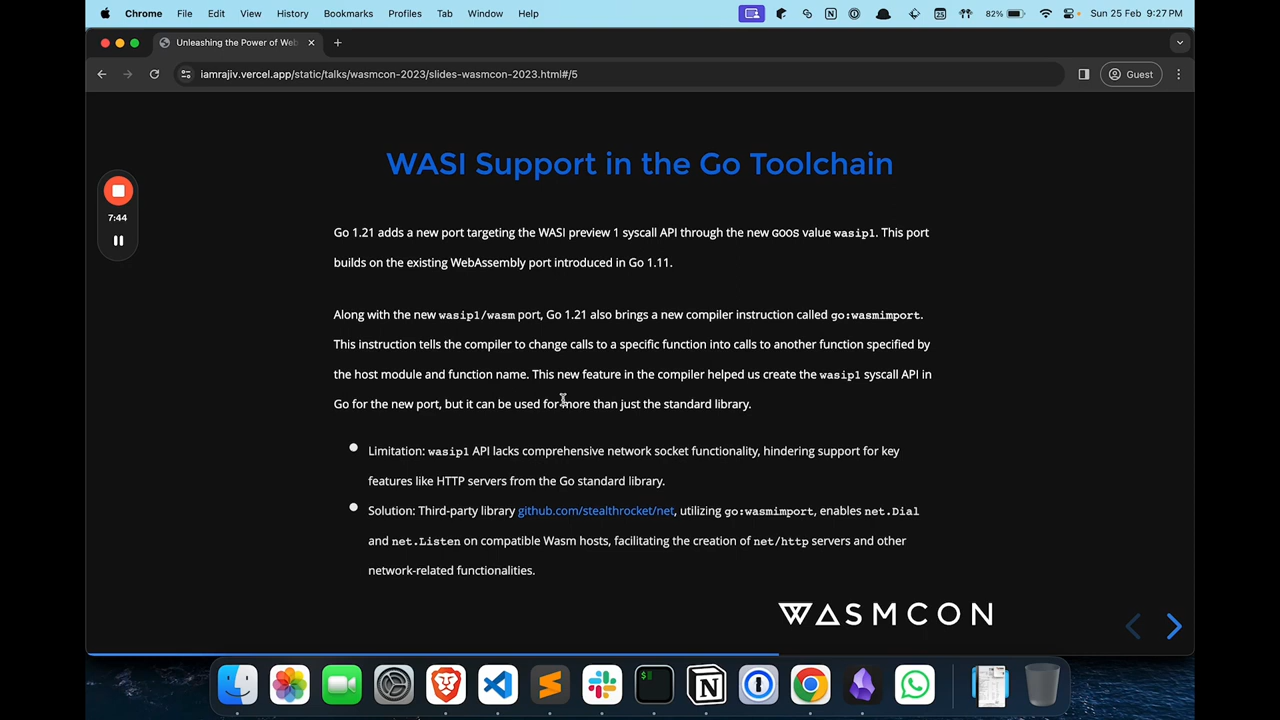 Chrome File Edit View History Bookmarks Profiles Tab Window Help 25 82% Sun 25 Feb 9:27 PM
Unleashing the Power of Web
iamrajiv.vercel.app/static/talks/wasmcon-2023/slides-wasmcon-2023.html#/5 Guest
WASI Support in the Go Toolchain
7:44
Go 1.21 adds a new port targeting the WASI preview 1 syscall API through the new GOOS value wasip1. This port
builds on the existing WebAssembly port introduced in Go 1.11.
Along with the new wasip1/wasm port, Go 1.21 also brings a new compiler instruction called go:wasmimport.
This instruction tells the compiler to change calls to a specific function into calls to another function specified by
the host module and function name. This new feature in the compiler helped us create the wasip1 syscall API in
Go for the new port, but it can be used for more than just the standard library.
Limitation: wasip1 API lacks comprehensive network socket functionality, hindering support for key
features like HTTP servers from the Go standard library.
Solution: Third-party library github.com/stealthrocket/net, utilizing go:wasmimport, enables net.Dial
and net.Listen on compatible Wasm hosts, facilitating the creation of net/http servers and other
network-related functionalities.
WASMCON